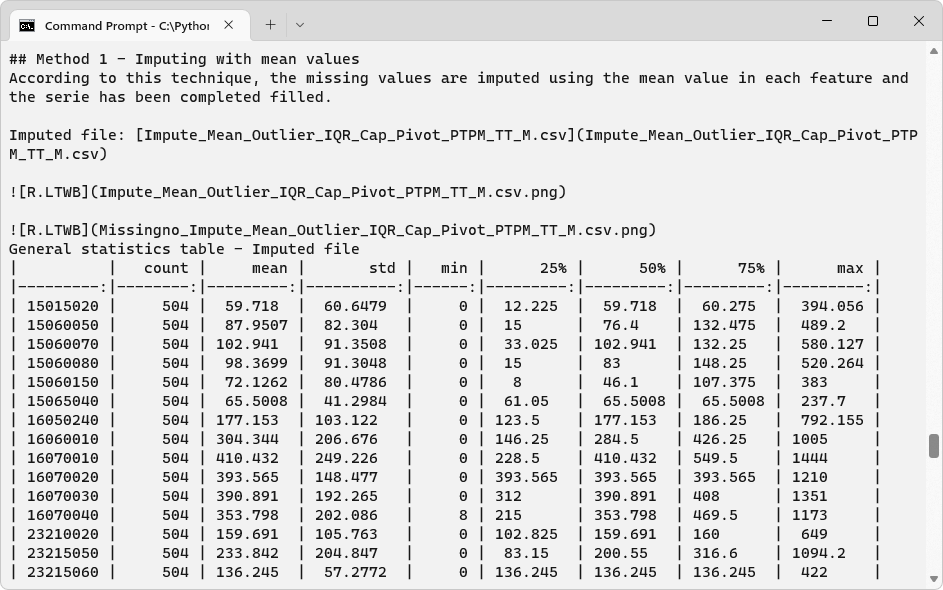 Command Prompt - C:\Python
## Method 1 - Imputing with mean values
According to this technique, the missing values are imputed using the mean value in each feature and
the serie has been completed filled.
Imputed file: [Impute_Mean_Outlier_IQR_Cap_Pivot_PTPM_TT_M.csv](Impute_Mean_Outlier_IQR_Cap_Pivot_PTP
M_TT_M.csv)
![R.LTWB](Impute_Mean_Outlier_IQR_Cap_Pivot_PTPM_TT_M.csv.png)
![R.LTWB](Missingno_Impute_Mean_Outlier_IQR_Cap_Pivot_PTPM_TT_M.csv.png)
General statistics table - Imputed file
|          |   count |     mean |       std |   min |      25% |      50% |      75% |      max |
|---------:|--------:|---------:|----------:|------:|---------:|---------:|---------:|---------:|
| 15015020 |     504 |  59.718  |   60.6479 |     0 |  12.225  |  59.718  |  60.275  |  394.056 |
| 15060050 |     504 |  87.9507 |   82.304  |     0 |  15      |  76.4    | 132.475  |  489.2   |
| 15060070 |     504 | 102.941  |   91.3508 |     0 |  33.025  | 102.941  | 132.25   |  580.127 |
| 15060080 |     504 |  98.3699 |   91.3048 |     0 |  15      |  83      | 148.25   |  520.264 |
| 15060150 |     504 |  72.1262 |   80.4786 |     0 |   8      |  46.1    | 107.375  |  383     |
| 15065040 |     504 |  65.5008 |   41.2984 |     0 |  61.05   |  65.5008 |  65.5008 |  237.7   |
| 16050240 |     504 | 177.153  |  103.122  |     0 | 123.5    | 177.153  | 186.25   |  792.155 |
| 16060010 |     504 | 304.344  |  206.676  |     0 | 146.25   | 284.5    | 426.25   | 1005     |
| 16070010 |     504 | 410.432  |  249.226  |     0 | 228.5    | 410.432  | 549.5    | 1444     |
| 16070020 |     504 | 393.565  |  148.477  |     0 | 393.565  | 393.565  | 393.565  | 1210     |
| 16070030 |     504 | 390.891  |  192.265  |     0 | 312      | 390.891  | 408      | 1351     |
| 16070040 |     504 | 353.798  |  202.086  |     8 | 215      | 353.798  | 469.5    | 1173     |
| 23210020 |     504 | 159.691  |  105.763  |     0 | 102.825  | 159.691  | 160      |  649     |
| 23215050 |     504 | 233.842  |  204.847  |     0 |  83.15   | 200.55   | 316.6    | 1094.2   |
| 23215060 |     504 | 136.245  |   57.2772 |     0 | 136.245  | 136.245  | 136.245  |  422     |